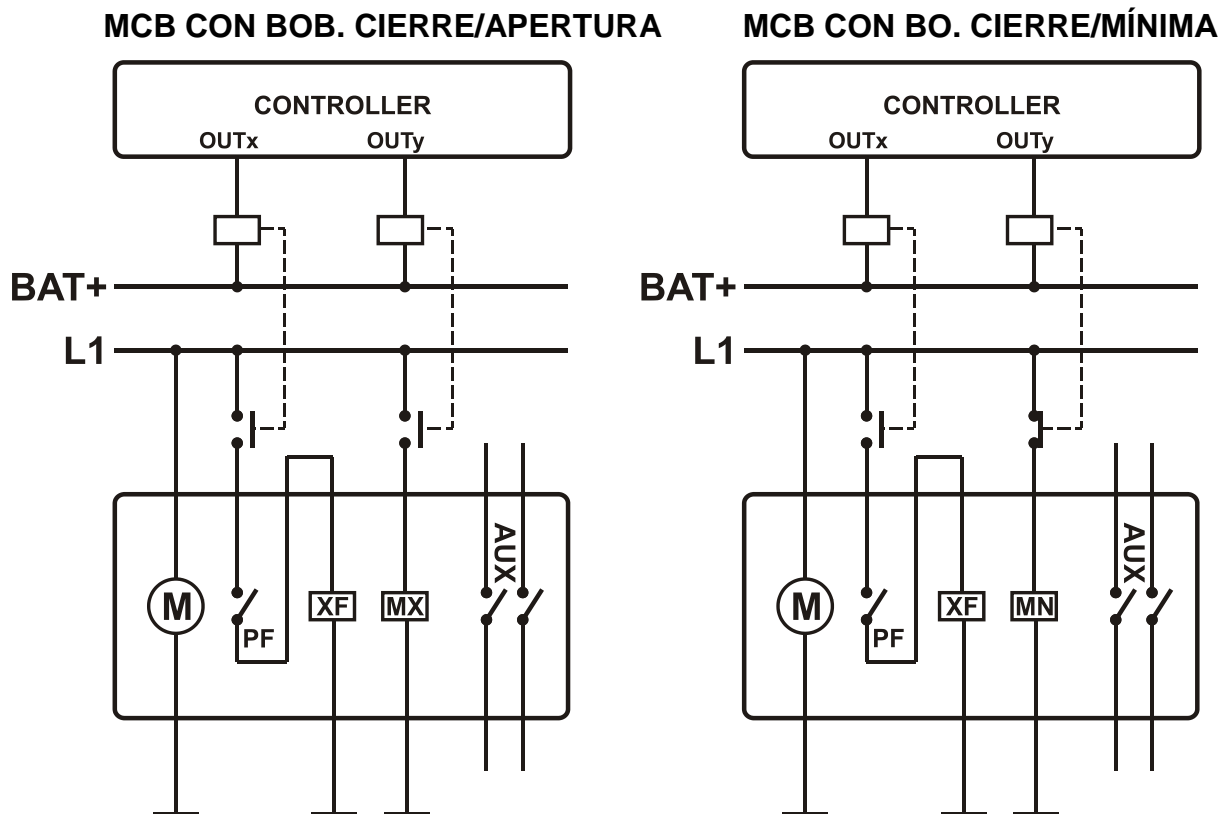 MCB CON BOB. CIERRE/APERTURA
CONTROLLER
OUTx OUTy
BAT+
L1
AUX
M
PF
XF
MX
MCB CON BO. CIERRE/MÍNIMA
CONTROLLER
OUTx OUTy
BAT+
L1
AUX
M
PF
XF
MN